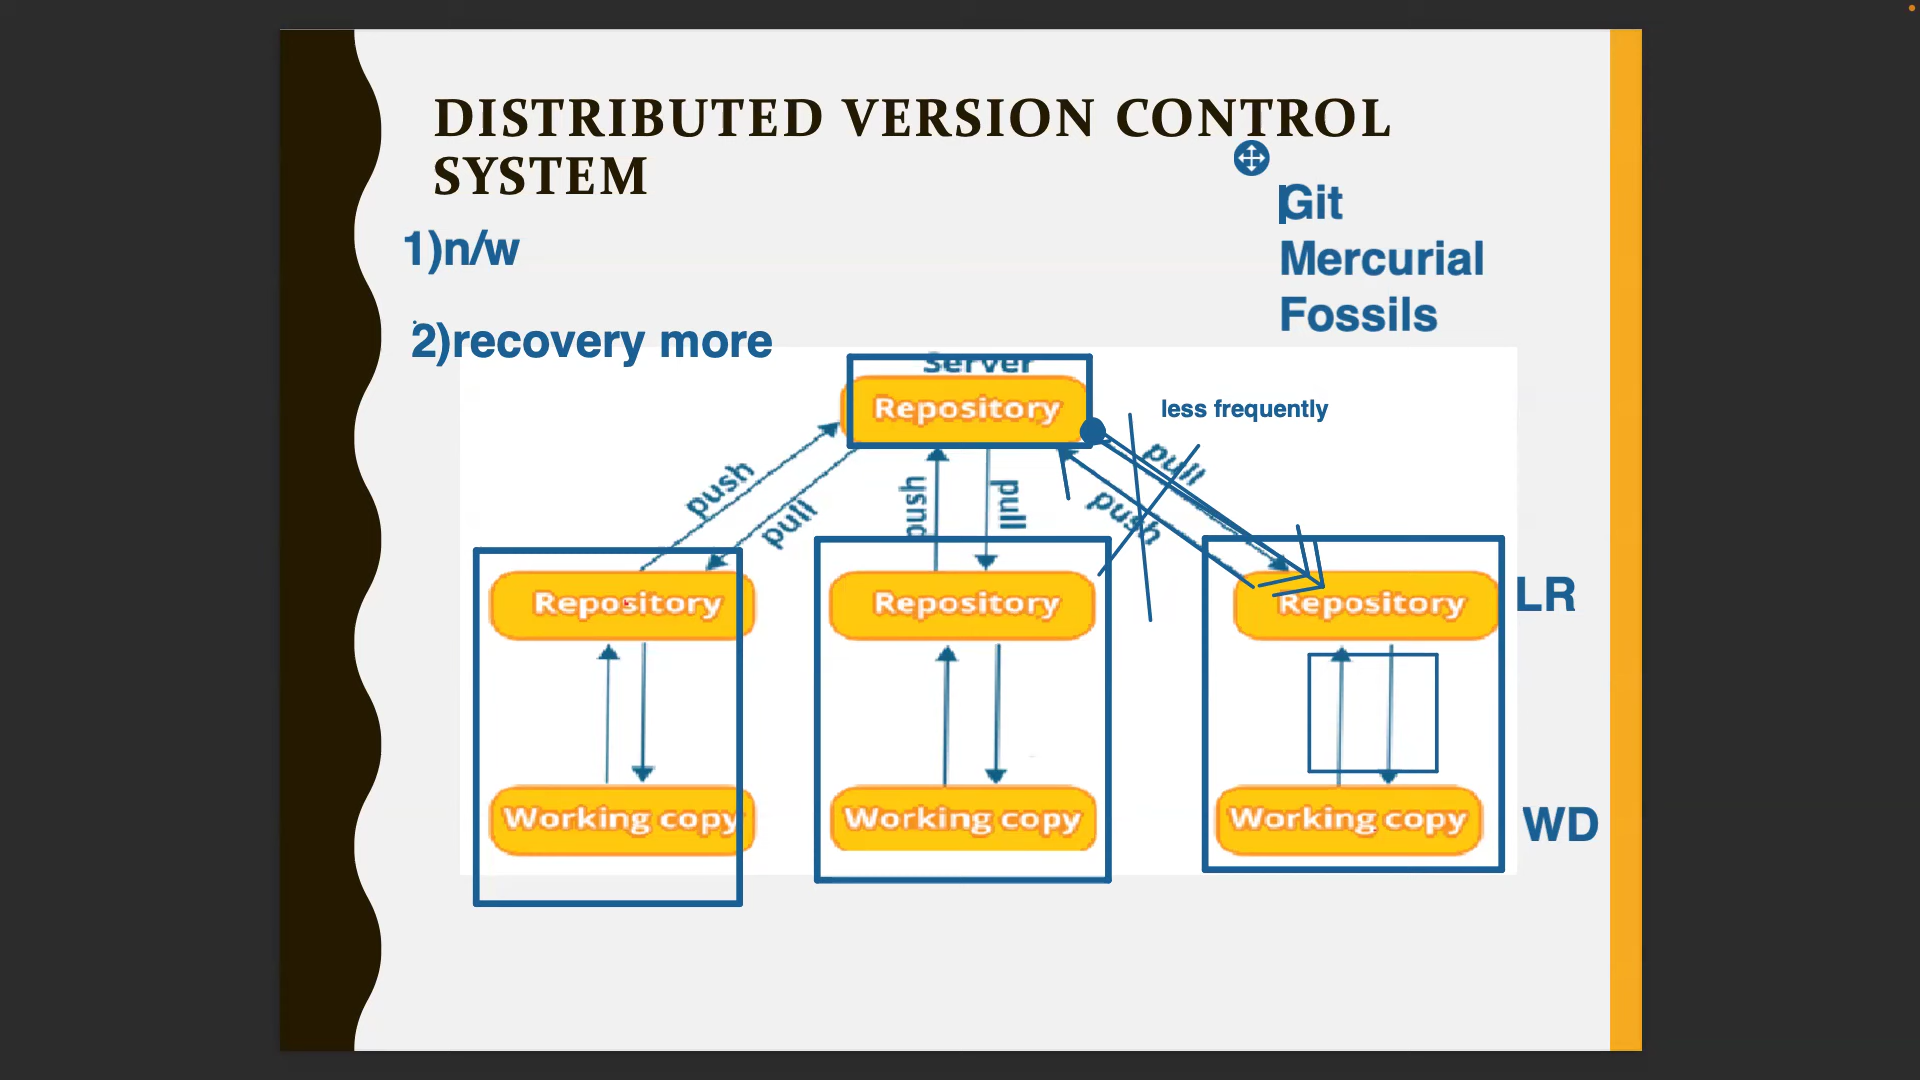 DISTRIBUTED VERSION CONTROL
SYSTEM
Git
Mercurial
Fossils
1)n/w
2)recovery more
Server
Repository
less frequently
push
pull
push
pull
push
pull
Repository
Repository
Repository
LR
Working copy
Working copy
Working copy
WD